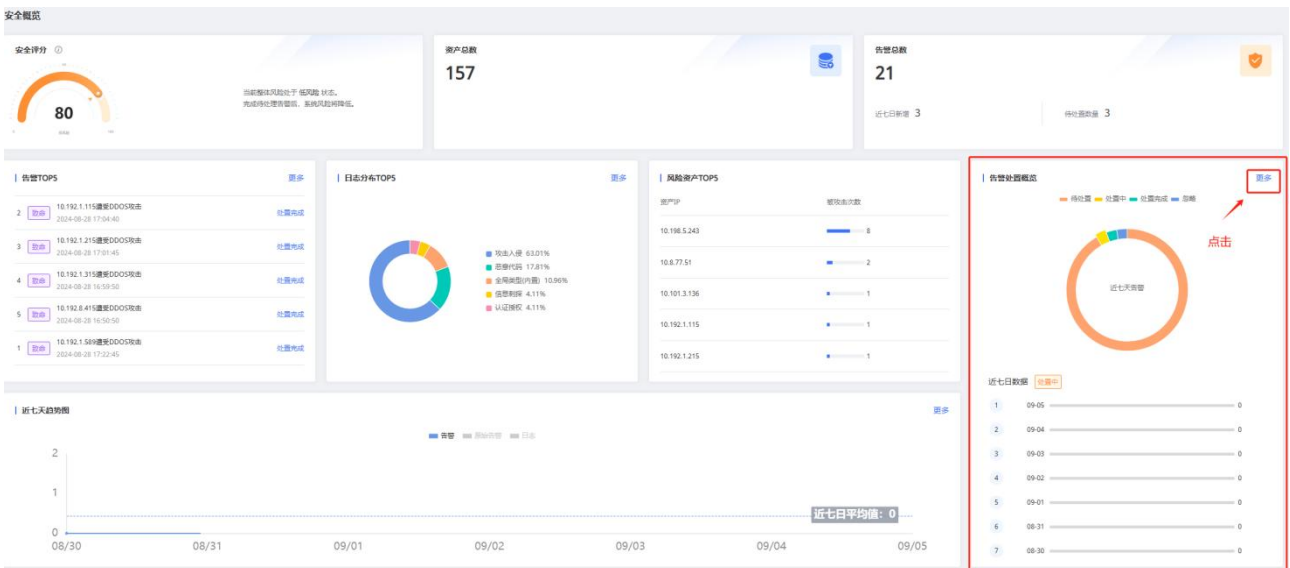 安全概览
安全评分
80
当前整体风险处于 低风险 状态。
完成待处理告警后，系统风险将降低。
资产总数
157
告警总数
21
近七日新增 3
待处置数量 3
告警TOP5 更多
2 致命 10.192.1.115遭受DDOS攻击 处置完成
2024-08-28 17:04:40
3 致命 10.192.1.215遭受DDOS攻击 处置完成
2024-08-28 17:01:45
4 致命 10.192.1.315遭受DDOS攻击 处置完成
2024-08-28 16:59:50
5 致命 10.192.6.415遭受DDOS攻击 处置完成
2024-08-28 16:50:50
1 致命 10.192.1.589遭受DDOS攻击 处置完成
2024-08-28 17:22:45
日志分布TOP5 更多
攻击入侵 63.01%
恶意代码 17.81%
全局类型(内置) 10.96%
信息刺探 4.11%
认证授权 4.11%
风险资产TOP5 更多
资产IP 被攻击次数
10.198.5.243 8
10.8.77.51 2
10.101.3.136 1
10.192.1.115 1
10.192.1.215 1
告警处置概览 更多
待处置 处置中 处置完成 忽略
点击
近七天告警
近七日数据 处置中
1 09-05 0
2 09-04 0
3 09-03 0
4 09-02 0
5 09-01 0
6 08-31 0
7 08-30 0
近七天趋势图 更多
告警 原始告警 日志
2
1
0
近七日平均值：0
08/30 08/31 09/01 09/02 09/03 09/04 09/05